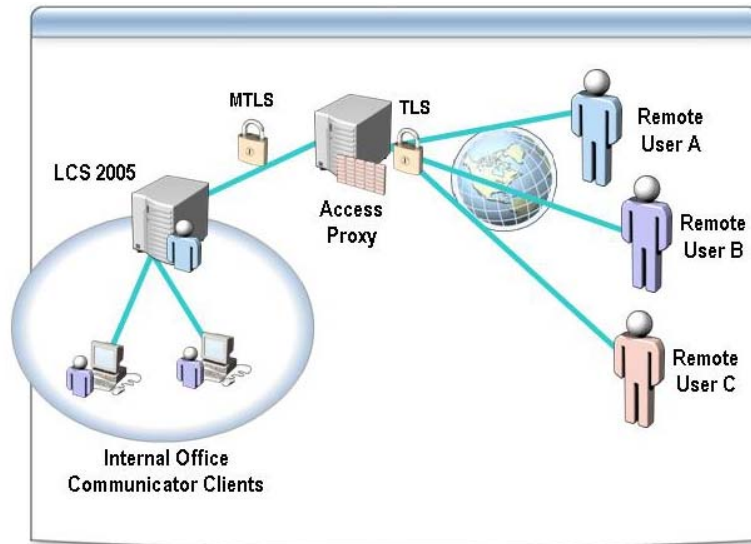 MTLS
TLS
LCS 2005
Access
Proxy
Remote
User A
Remote
User B
Remote
User C
Internal Office
Communicator Clients